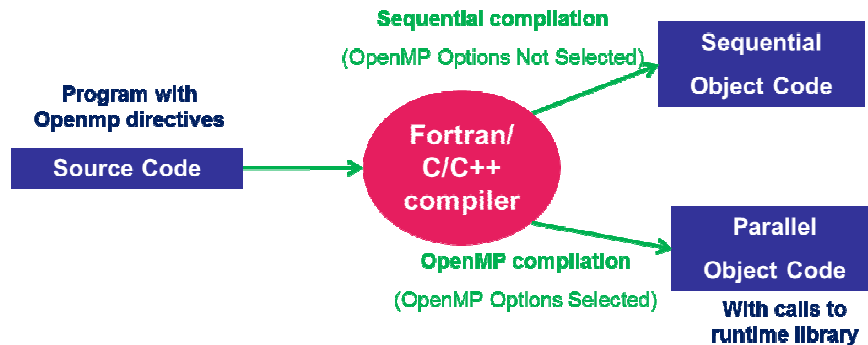 Sequential compilation
(OpenMP Options Not Selected)
Sequential
Object Code
Program with
Openmp directives
Source Code
Fortran/
C/C++
compiler
OpenMP compilation
(OpenMP Options Selected)
Parallel
Object Code
With calls to
runtime library